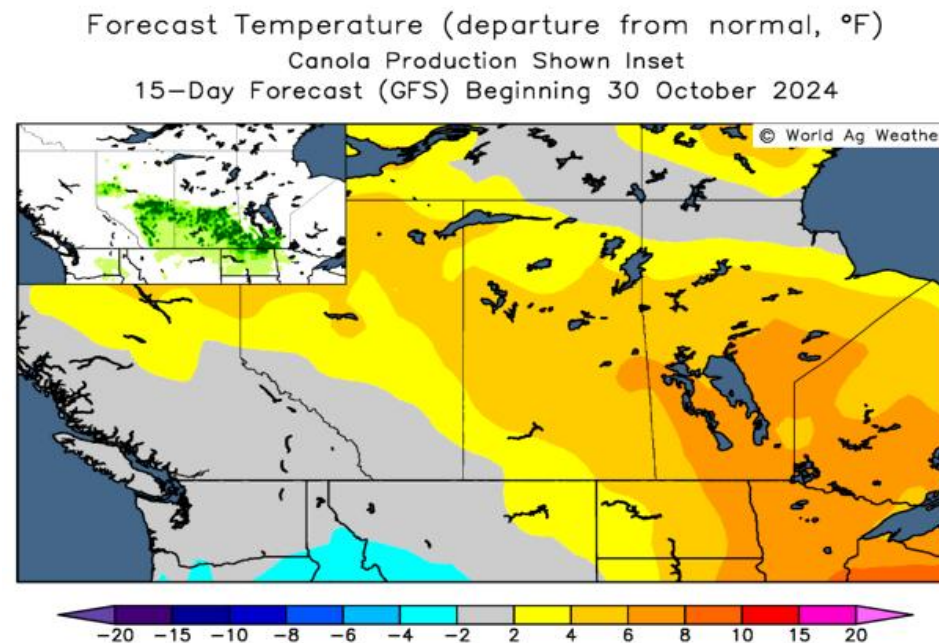 Forecast Temperature (departure from normal, °F)
Canola Production Shown Inset
15-Day Forecast (GFS) Beginning 30 October 2024
© World Ag Weather
-20 -15 -10 -8 -6 -4 -2 2 4 6 8 10 15 20